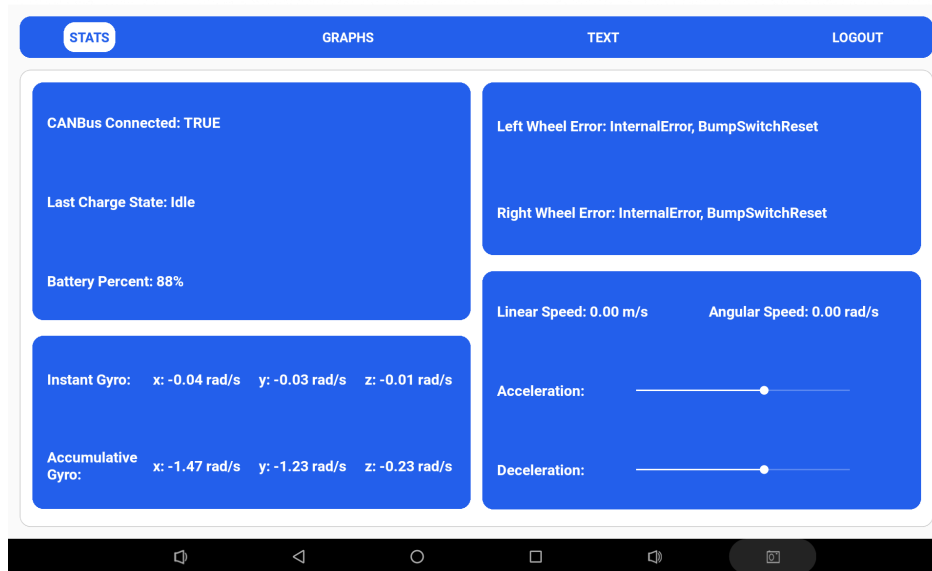 STATS GRAPHS TEXT LOGOUT
CANBus Connected: TRUE
Last Charge State: Idle
Battery Percent: 88%
Instant Gyro: x: -0.04 rad/s y: -0.03 rad/s z: -0.01 rad/s
Accumulative
Gyro: x: -1.47 rad/s y: -1.23 rad/s z: -0.23 rad/s
Left Wheel Error: InternalError, BumpSwitchReset
Right Wheel Error: InternalError, BumpSwitchReset
Linear Speed: 0.00 m/s Angular Speed: 0.00 rad/s
Acceleration:
Deceleration: